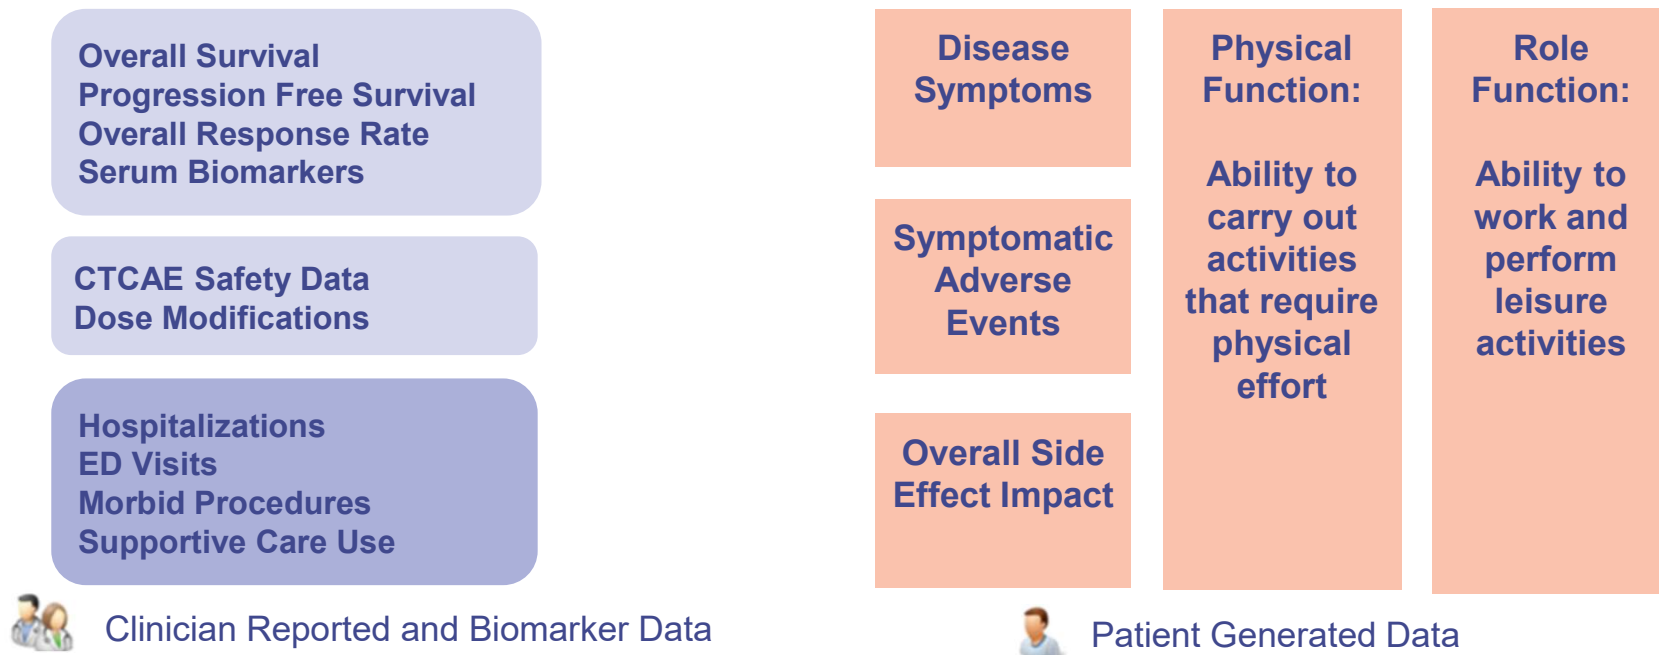 Overall Survival
Progression Free Survival
Overall Response Rate
Serum Biomarkers
CTCAE Safety Data
Dose Modifications
Hospitalizations
ED Visits
Morbid Procedures
Supportive Care Use
Clinician Reported and Biomarker Data
Disease
Symptoms
Symptomatic
Adverse
Events
Overall Side
Effect Impact
Physical
Function:
Ability to
carry out
activities
that require
physical
effort
Role
Function:
Ability to
work and
perform
leisure
activities
Patient Generated Data